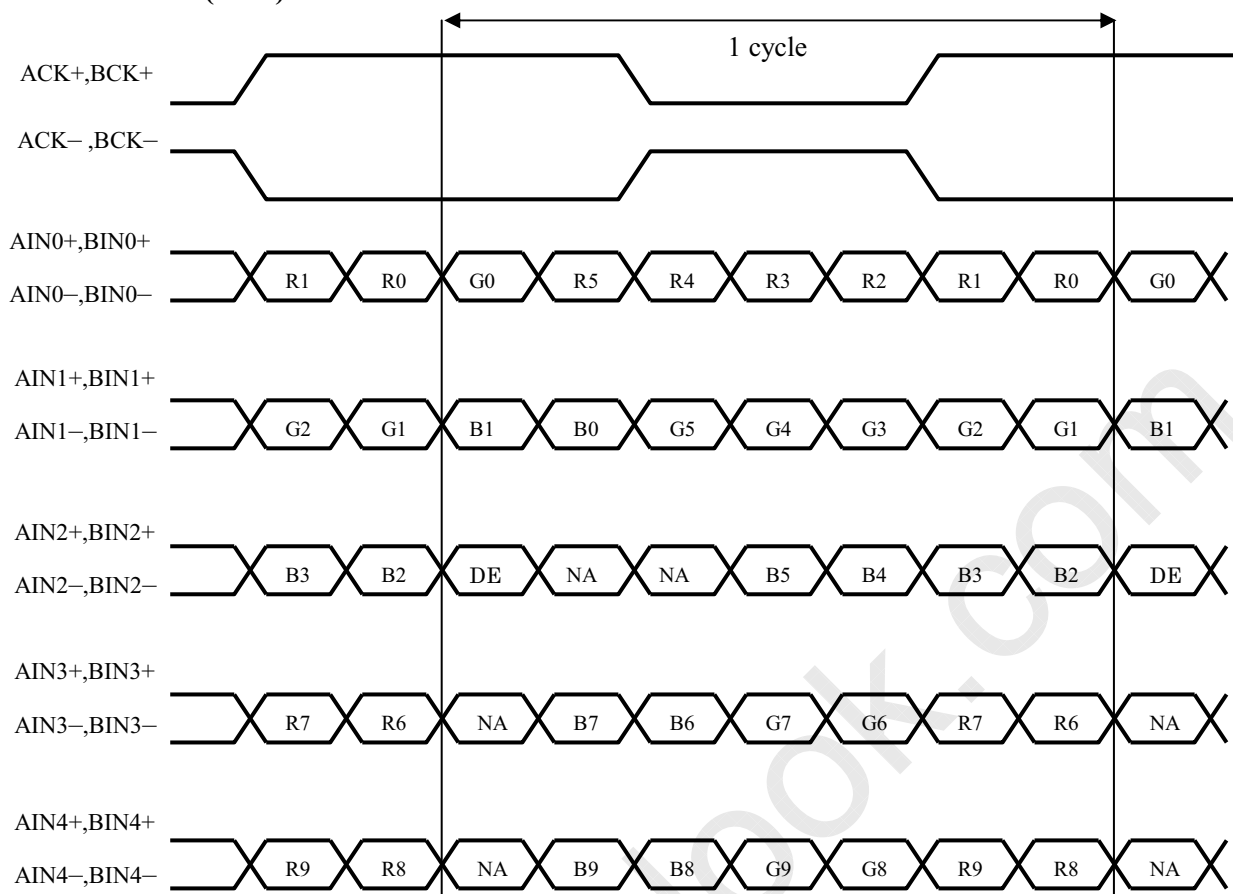 1 cycle
ACK+,BCK+
ACK− ,BCK−
AIN0+,BIN0+
R1 R0 G0 R5 R4 R3 R2 R1 R0 G0
AIN0−,BIN0−
AIN1+,BIN1+
G2 G1 B1 B0 G5 G4 G3 G2 G1 B1
AIN1−,BIN1−
AIN2+,BIN2+
B3 B2 DE NA NA B5 B4 B3 B2 DE
AIN2−,BIN2−
AIN3+,BIN3+
R7 R6 NA B7 B6 G7 G6 R7 R6 NA
AIN3−,BIN3−
AIN4+,BIN4+
R9 R8 NA B9 B8 G9 G8 R9 R8 NA
AIN4−,BIN4−
look.com